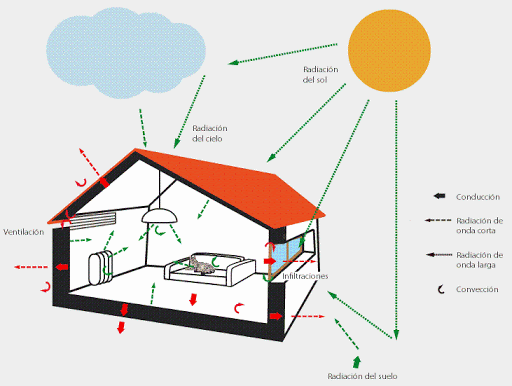 Radiación
del sol
Radiación
del cielo
Ventilación
Infiltraciones
Conducción
Radiación de
onda corta
Radiación de
onda larga
Convección
Radiación del suelo